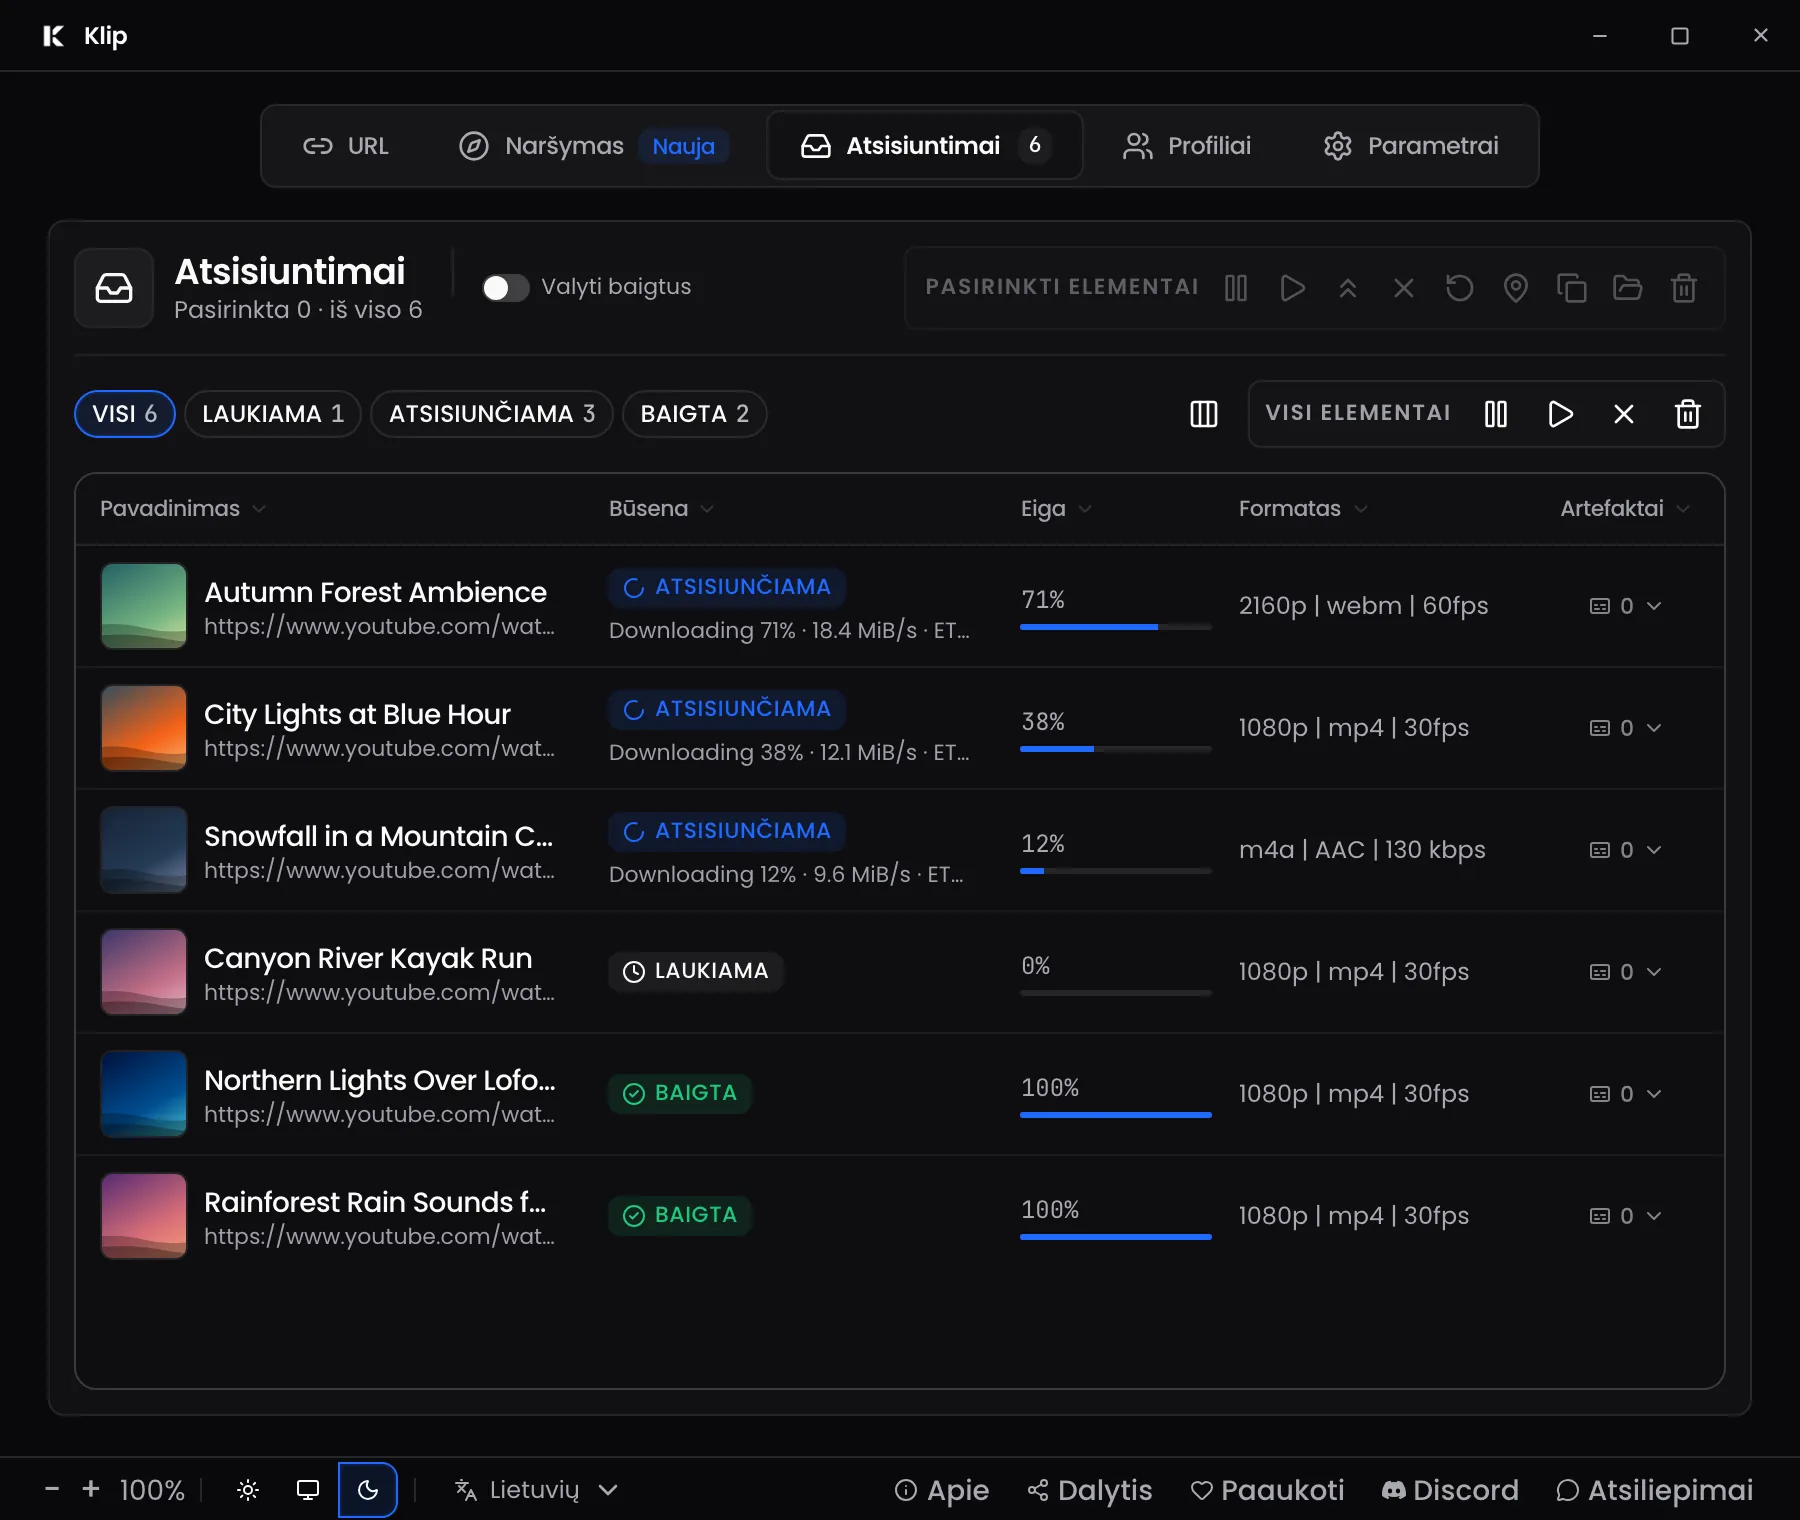 Klip
URL
Naršymas Nauja
Atsisiuntimai 6
Profiliai
Parametrai
Atsisiuntimai
Pasirinkta 0 · iš viso 6
Valyti baigtus
PASIRINKTI ELEMENTAI
VISI 6
LAUKIAMA 1
ATSISIUNČIAMA 3
BAIGTA 2
VISI ELEMENTAI
Pavadinimas
Būsena
Eiga
Formatas
Artefaktai
Autumn Forest Ambience
https://www.youtube.com/wat...
ATSISIUNČIAMA
Downloading 71% · 18.4 MiB/s · ET...
71%
2160p | webm | 60fps
0
City Lights at Blue Hour
https://www.youtube.com/wat...
ATSISIUNČIAMA
Downloading 38% · 12.1 MiB/s · ET...
38%
1080p | mp4 | 30fps
0
Snowfall in a Mountain C...
https://www.youtube.com/wat...
ATSISIUNČIAMA
Downloading 12% · 9.6 MiB/s · ET...
12%
m4a | AAC | 130 kbps
0
Canyon River Kayak Run
https://www.youtube.com/wat...
LAUKIAMA
0%
1080p | mp4 | 30fps
0
Northern Lights Over Lofo...
https://www.youtube.com/wat...
BAIGTA
100%
1080p | mp4 | 30fps
0
Rainforest Rain Sounds f...
https://www.youtube.com/wat...
BAIGTA
100%
1080p | mp4 | 30fps
0
− + 100%
Lietuvių
Apie
Dalytis
Paaukoti
Discord
Atsiliepimai